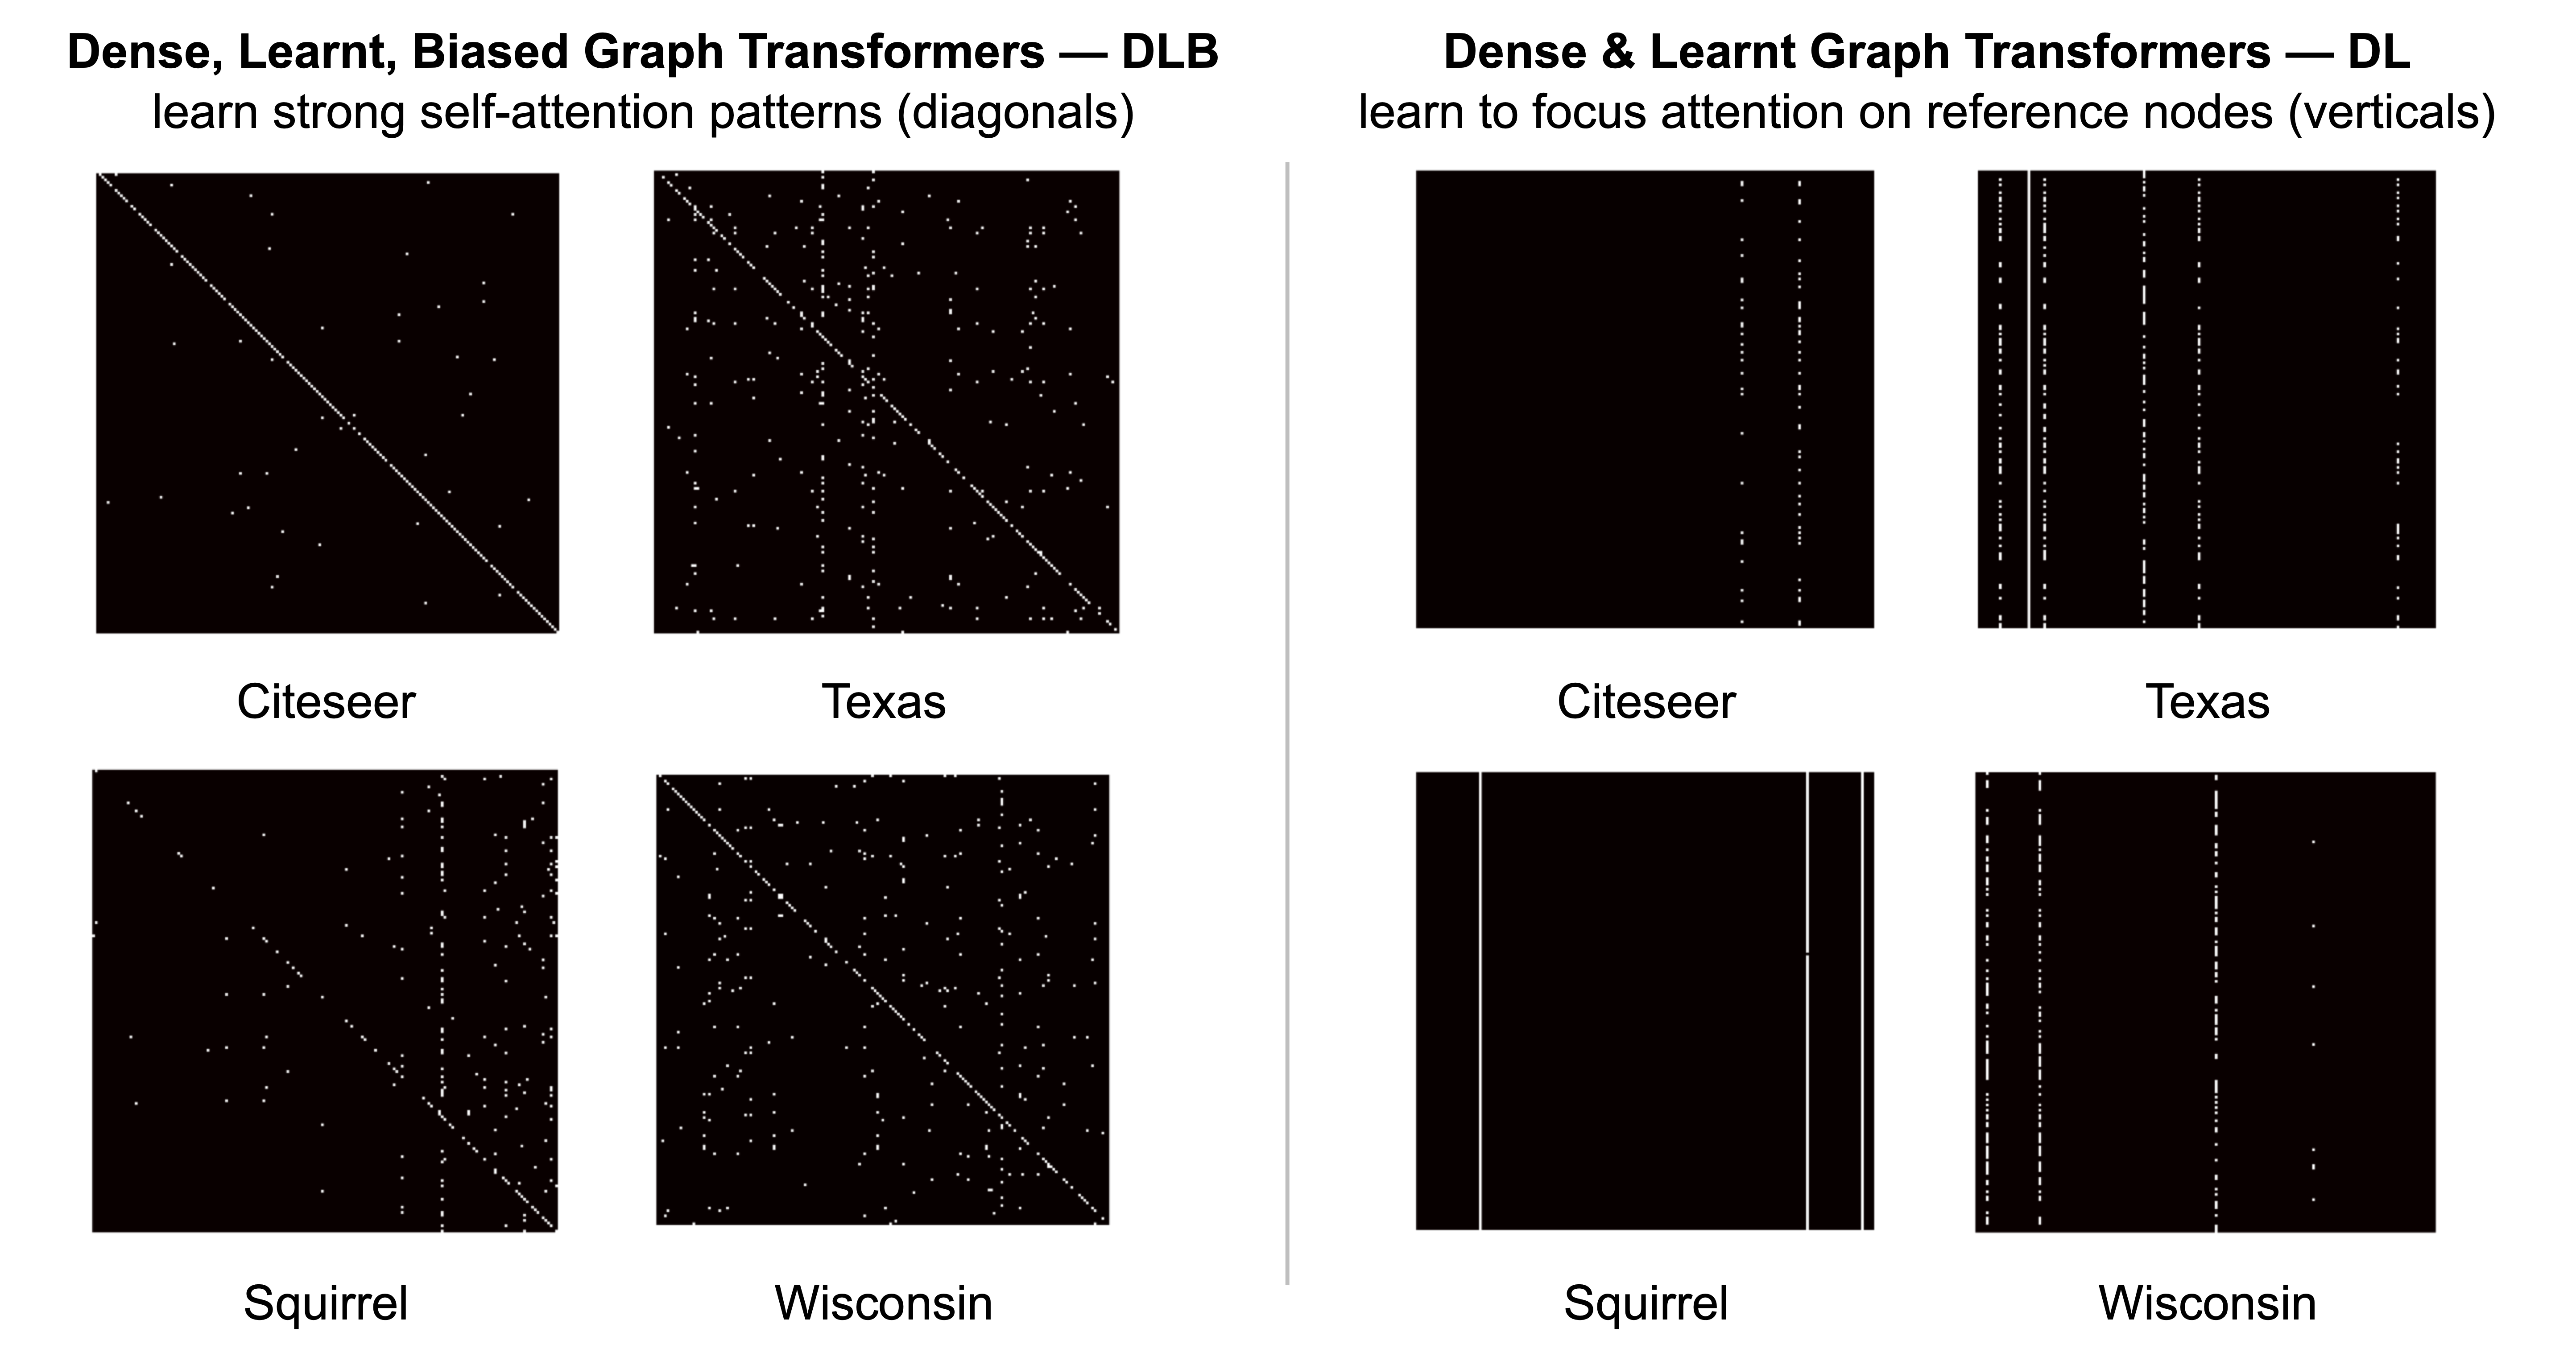 Dense, Learnt, Biased Graph Transformers — DLB
learn strong self-attention patterns (diagonals)
Citeseer
Texas
Squirrel
Wisconsin
Dense & Learnt Graph Transformers — DL
learn to focus attention on reference nodes (verticals)
Citeseer
Texas
Squirrel
Wisconsin